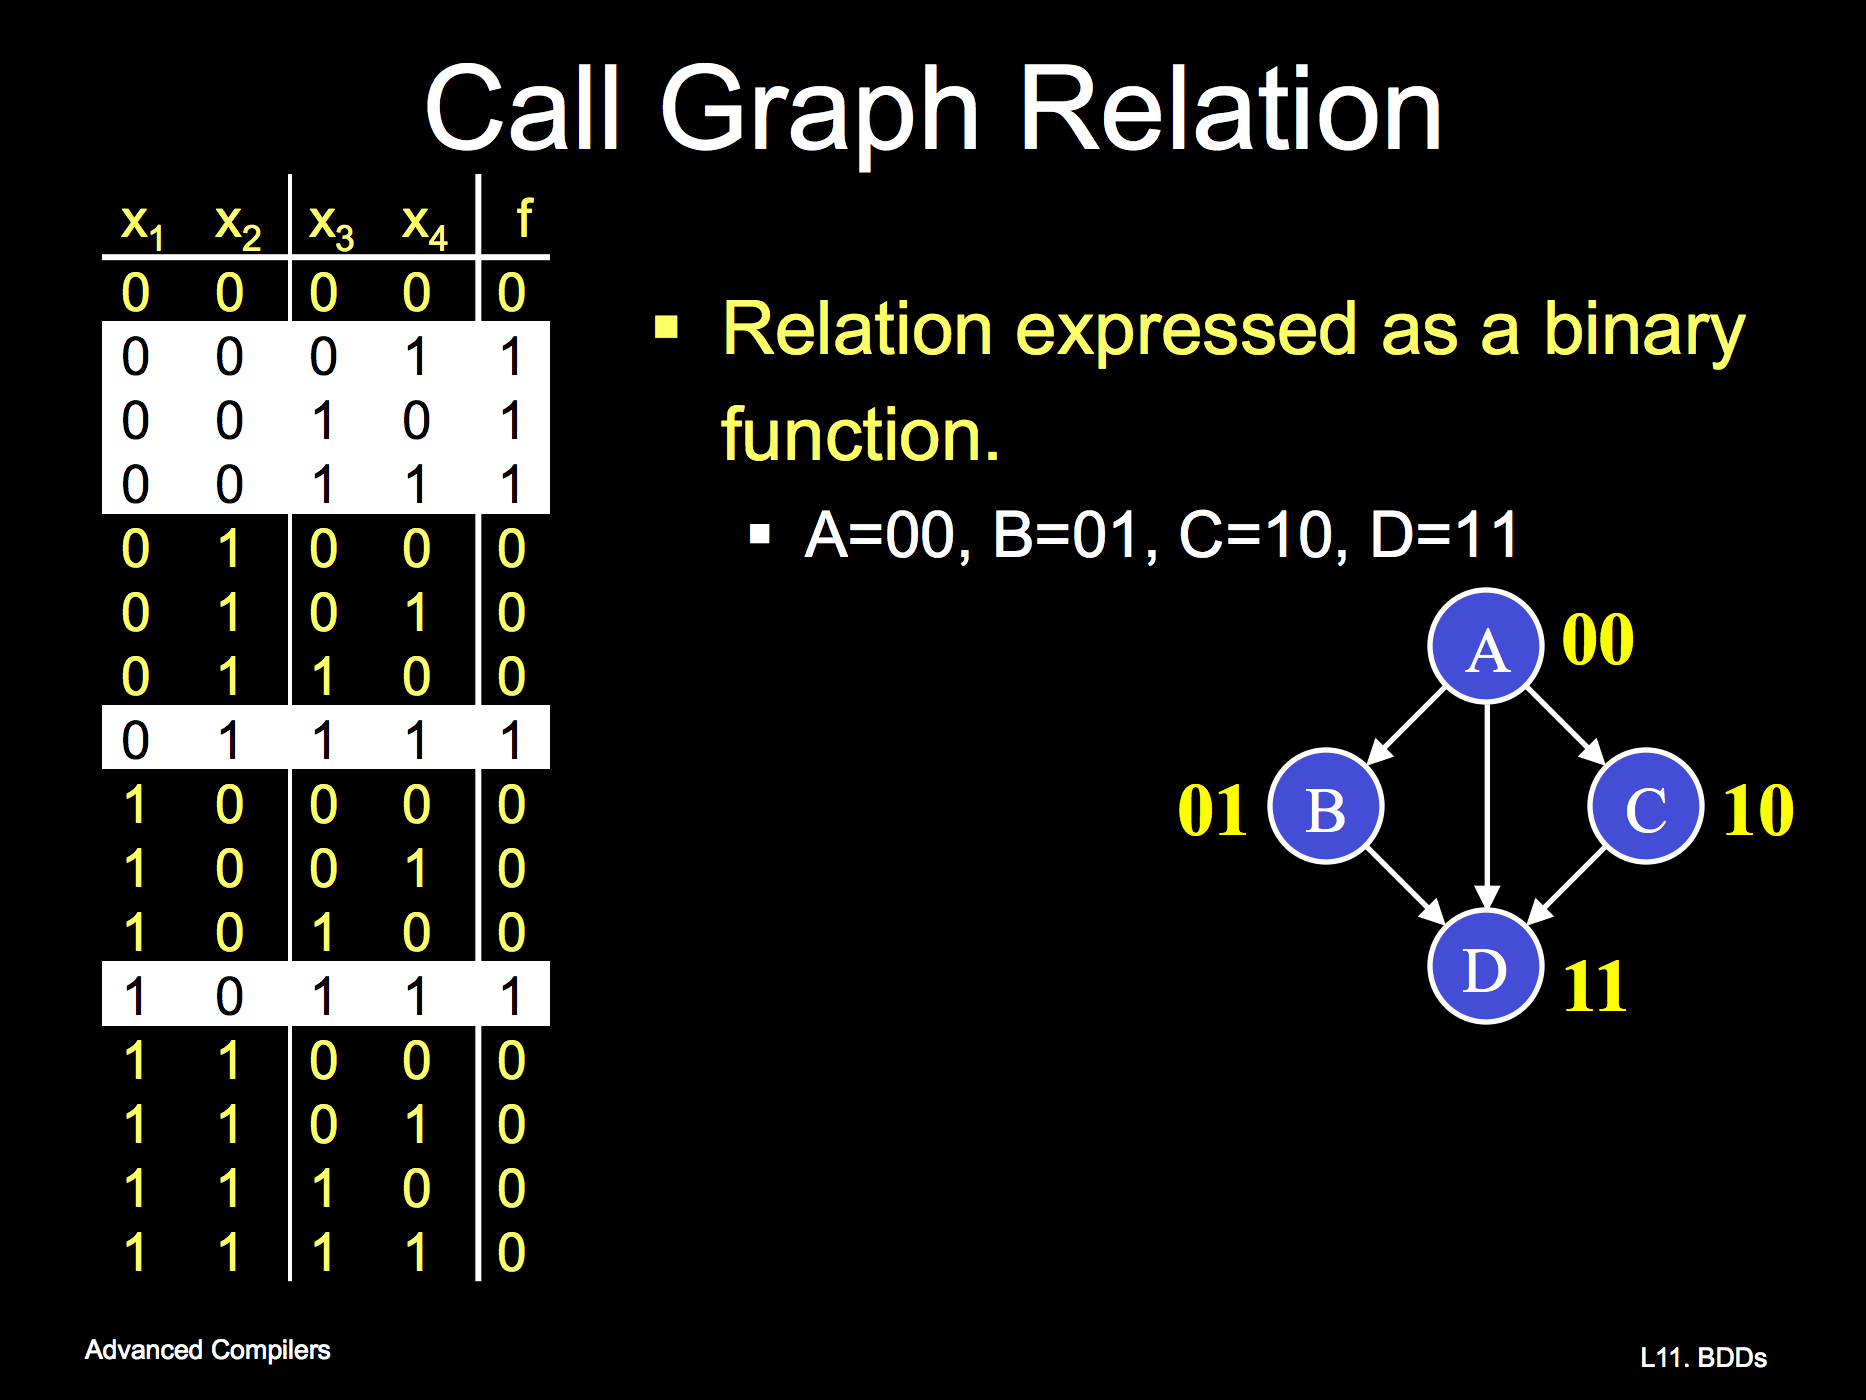 Call Graph Relation
x1 x2 x3 x4 f
0 0 0 0 0
0 0 0 1 1
0 0 1 0 1
0 0 1 1 1
0 1 0 0 0
0 1 0 1 0
0 1 1 0 0
0 1 1 1 1
1 0 0 0 0
1 0 0 1 0
1 0 1 0 0
1 0 1 1 1
1 1 0 0 0
1 1 0 1 0
1 1 1 0 0
1 1 1 1 0
▪ Relation expressed as a binary
function.
▪ A=00, B=01, C=10, D=11
A 00
01 B C 10
D 11
Advanced Compilers
L11. BDDs